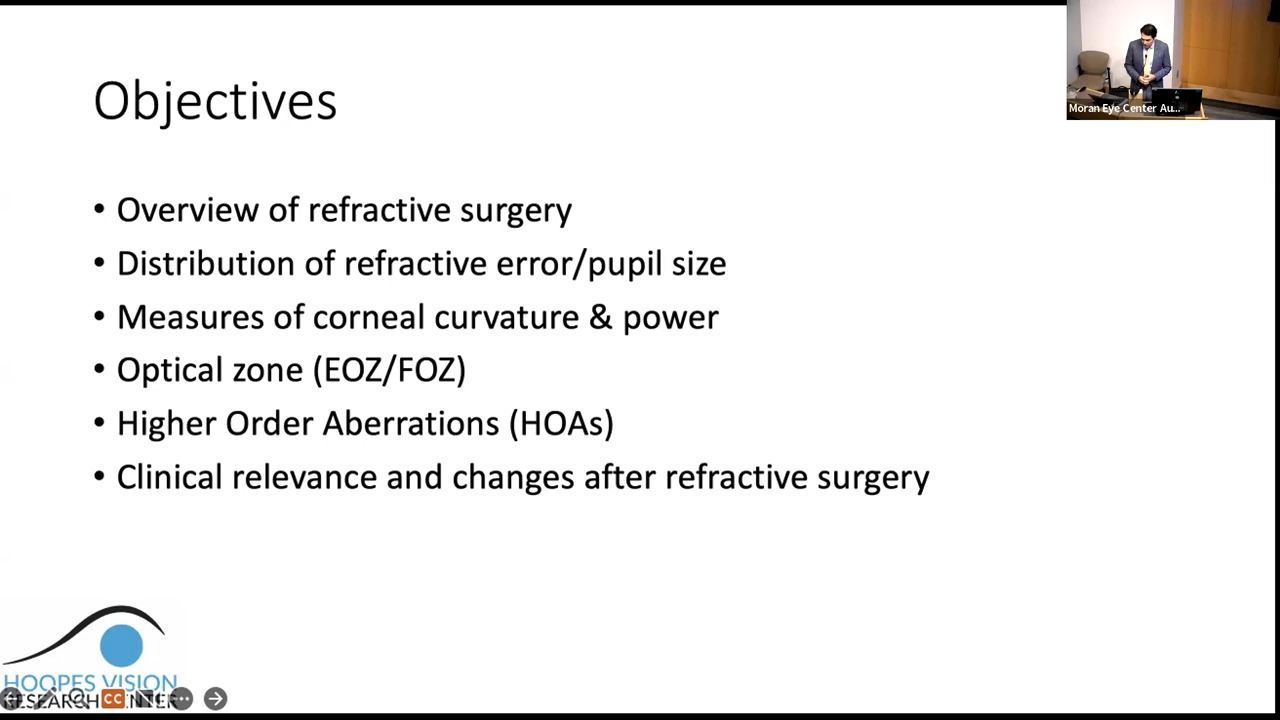 Objectives
Moran Eye Center Au...
• Overview of refractive surgery
• Distribution of refractive error/pupil size
• Measures of corneal curvature & power
• Optical zone (EOZ/FOZ)
• Higher Order Aberrations (HOAs)
• Clinical relevance and changes after refractive surgery
HOOPES VISION
CC